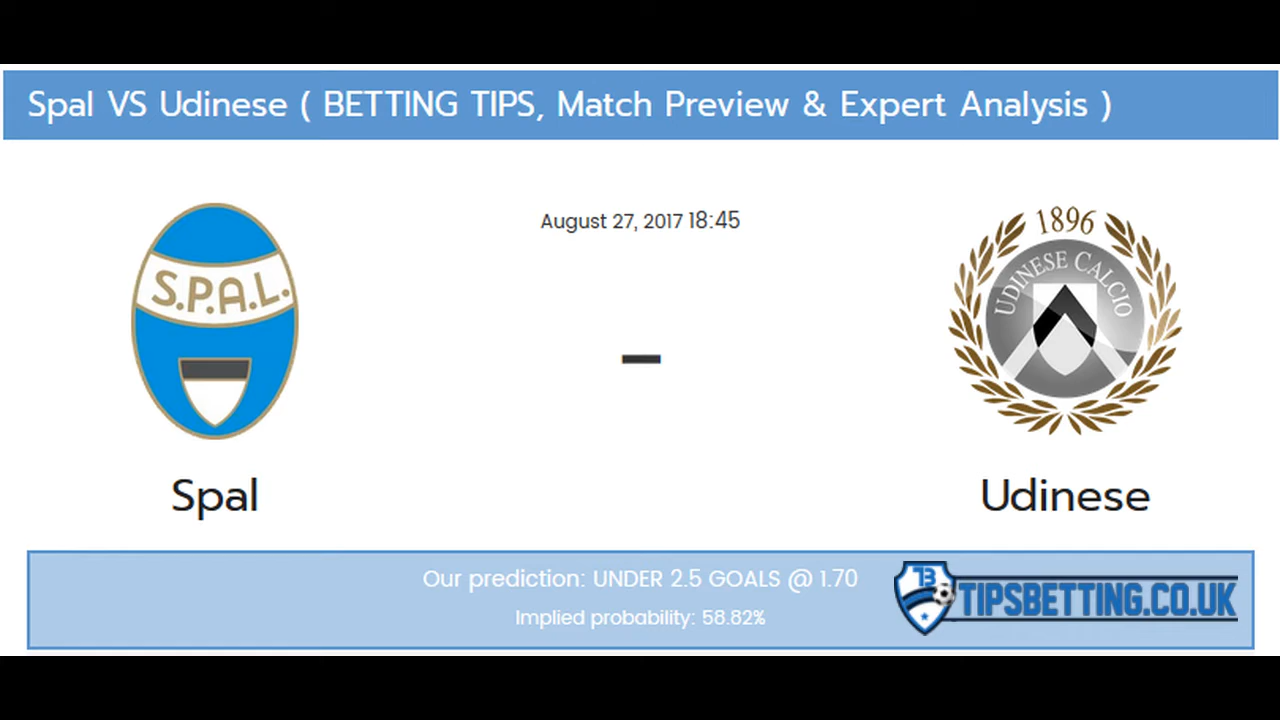 Spal VS Udinese ( BETTING TIPS, Match Preview & Expert Analysis )
August 27, 2017 18:45
1896
S.P.A.L.
UDINESE CALCIO
-
Spal
Udinese
Our prediction: UNDER 2.5 GOALS @ 1.70
Implied probability: 58.82%
TB
TIPSBETTING.CO.UK